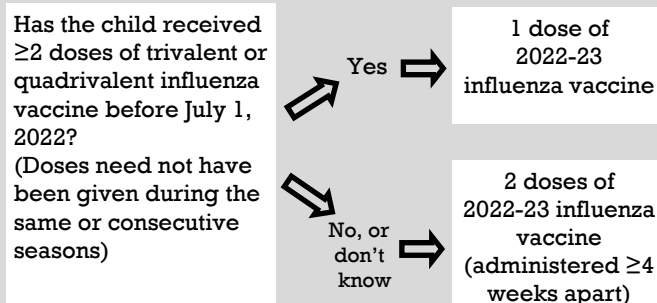 Has the child received
≥2 doses of trivalent or
quadrivalent influenza
vaccine before July 1,
2022?
(Doses need not have
been given during the
same or consecutive
seasons)
Yes
1 dose of
2022-23
influenza vaccine
No, or
don't
know
2 doses of
2022-23 influenza
vaccine
(administered ≥4
weeks apart)